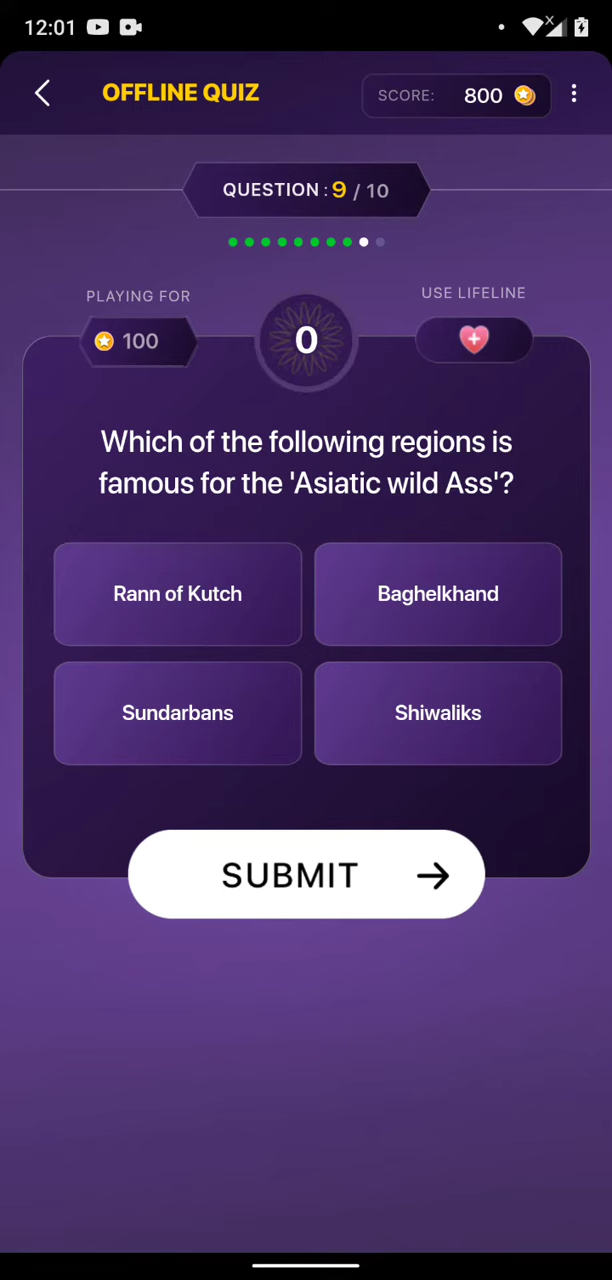 12:01
OFFLINE QUIZ
SCORE: 800
QUESTION : 9 / 10
PLAYING FOR
USE LIFELINE
100
0
Which of the following regions is
famous for the 'Asiatic wild Ass'?
Rann of Kutch
Baghelkhand
Sundarbans
Shiwaliks
SUBMIT